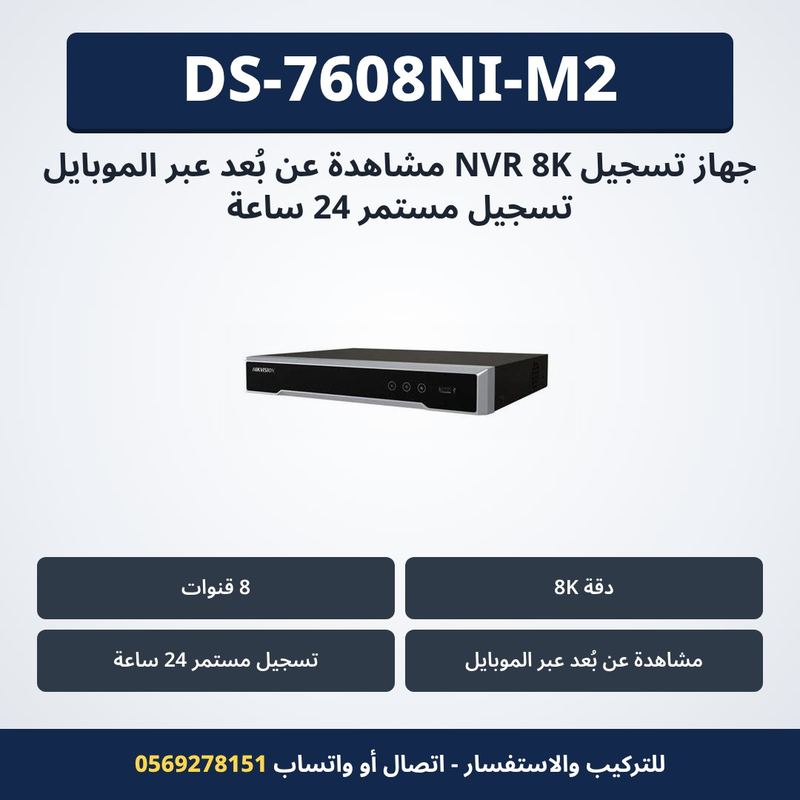 DS-7608NI-M2
جهاز تسجيل NVR 8K مشاهدة عن بُعد عبر الموبايل
تسجيل مستمر 24 ساعة
HIKVISION
دقة 8K
8 قنوات
مشاهدة عن بُعد عبر الموبايل
تسجيل مستمر 24 ساعة
للتركيب والاستفسار - اتصال أو واتساب 0569278151